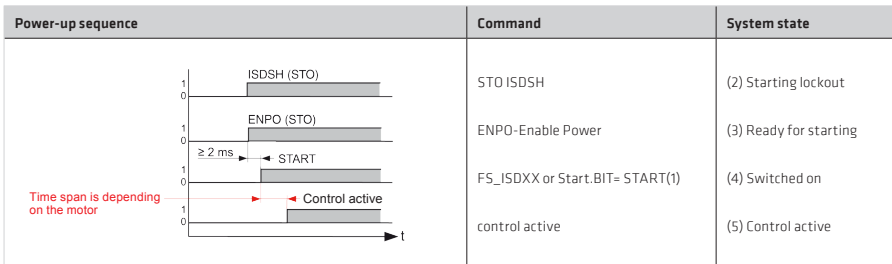 Power-up sequence Command System state
ISDSH (STO)
1
0
STO ISDSH (2) Starting lockout
ENPO (STO)
1
0
ENPO-Enable Power (3) Ready for starting
≥ 2 ms START
1
0
FS_ISDXX or Start.BIT= START(1) (4) Switched on
Time span is depending
on the motor
Control active
1
0
control active (5) Control active
t